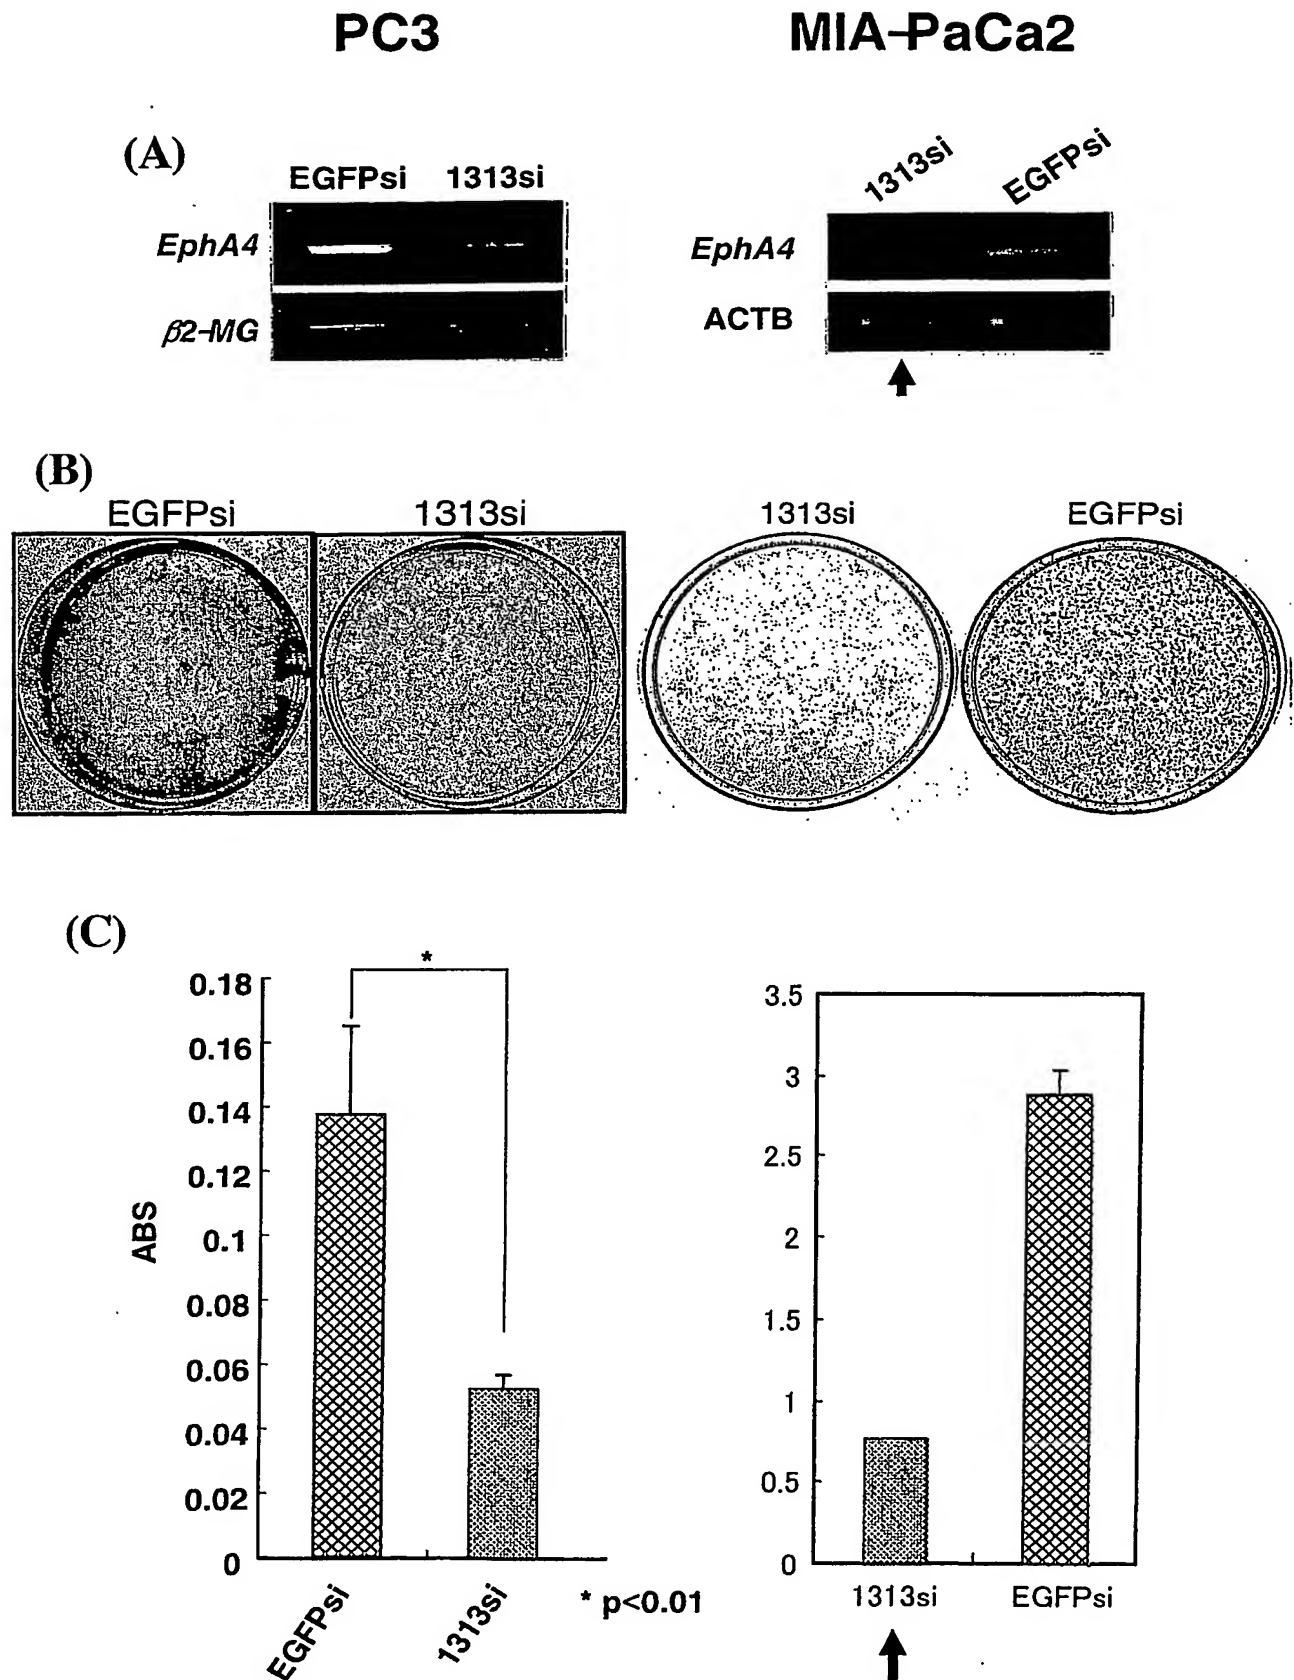 PC3
MIA-PaCa2
(A)
EGFPsi 1313si
EphA4
β2-MG
1313si EGFPsi
EphA4
ACTB
(B)
EGFPsi 1313si
1313si EGFPsi
(C)
*
ABS
0.18
0.16
0.14
0.12
0.1
0.08
0.06
0.04
0.02
0
EGFPsi 1313si
* p<0.01
3.5
3
2.5
2
1.5
1
0.5
0
1313si EGFPsi